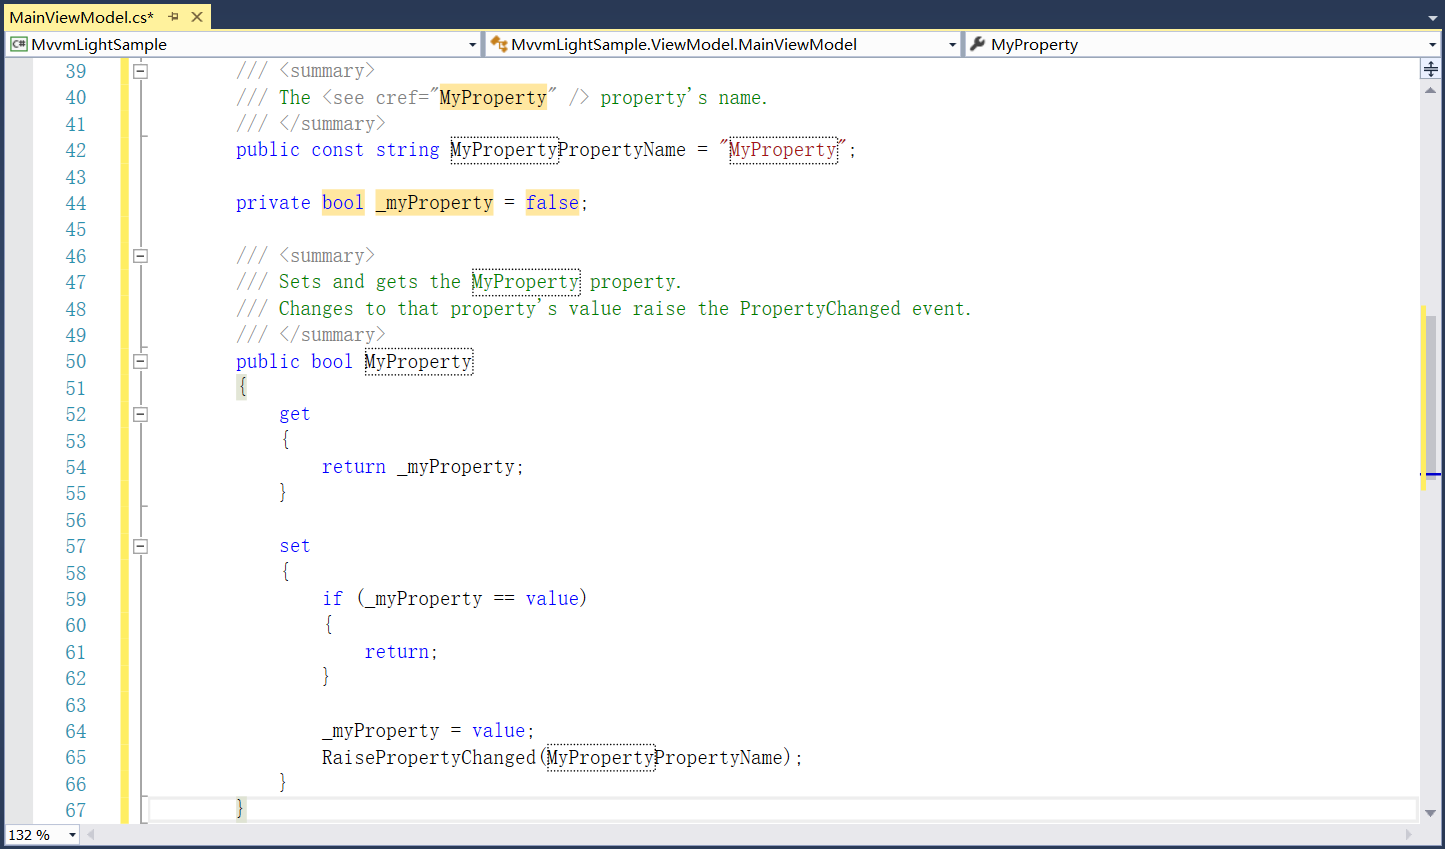 MainViewModel.cs*
C# MvvmLightSample MvvmLightSample.ViewModel.MainViewModel MyProperty
39 /// <summary>
40 /// The <see cref="MyProperty" /> property's name.
41 /// </summary>
42 public const string MyPropertyPropertyName = "MyProperty";
43
44 private bool _myProperty = false;
45
46 /// <summary>
47 /// Sets and gets the MyProperty property.
48 /// Changes to that property's value raise the PropertyChanged event.
49 /// </summary>
50 public bool MyProperty
51 {
52 get
53 {
54 return _myProperty;
55 }
56
57 set
58 {
59 if (_myProperty == value)
60 {
61 return;
62 }
63
64 _myProperty = value;
65 RaisePropertyChanged(MyPropertyPropertyName);
66 }
67 }
132 %